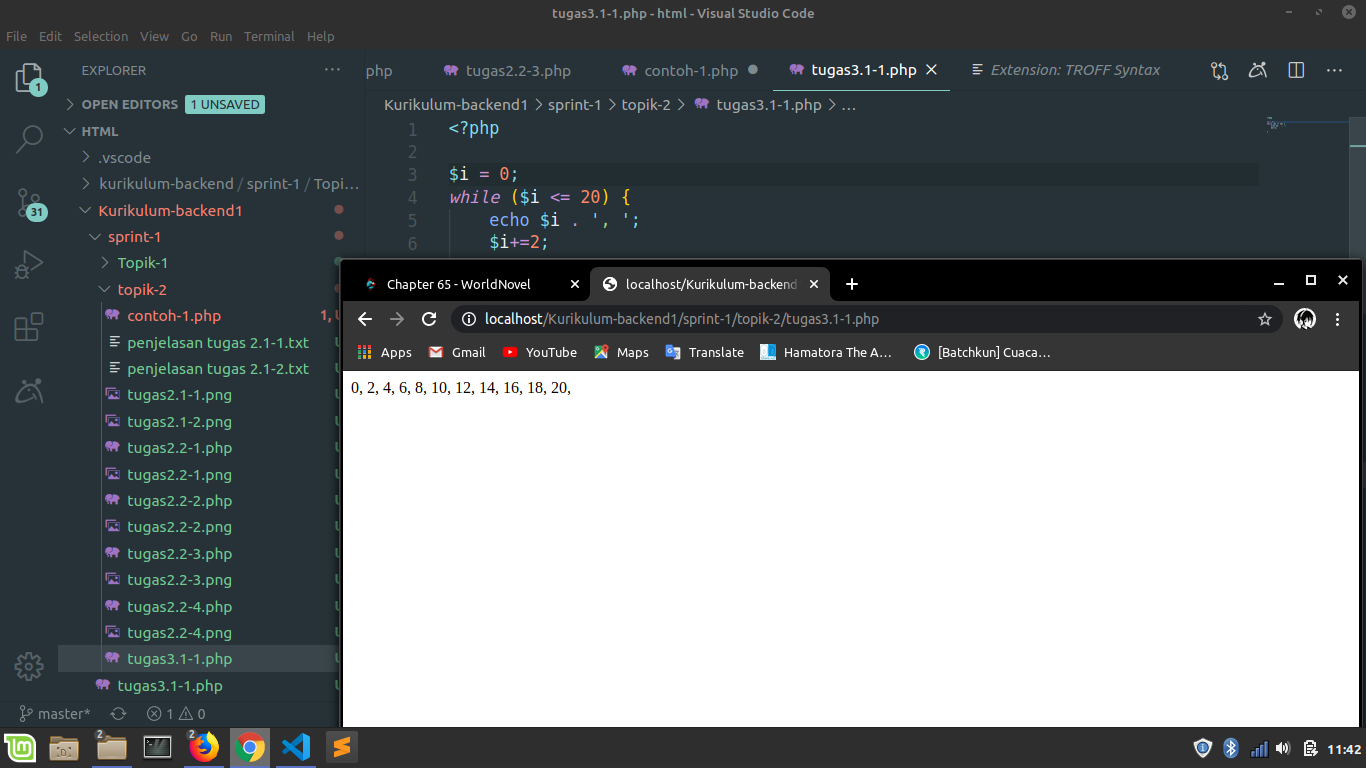 tugas3.1-1.php - html - Visual Studio Code
File Edit Selection View Go Run Terminal Help
EXPLORER
php
tugas2.2-3.php
contoh-1.php
tugas3.1-1.php
Extension: TROFF Syntax
1
OPEN EDITORS 1 UNSAVED
HTML
.vscode
kurikulum-backend / sprint-1 / Topi…
Kurikulum-backend1
sprint-1
Topik-1
topik-2
contoh-1.php 1,
penjelasan tugas 2.1-1.txt
penjelasan tugas 2.1-2.txt
tugas2.1-1.png
tugas2.1-2.png
tugas2.2-1.php
tugas2.2-1.png
tugas2.2-2.php
tugas2.2-2.png
tugas2.2-3.php
tugas2.2-3.png
tugas2.2-4.php
tugas2.2-4.png
tugas3.1-1.php
tugas3.1-1.php
31
master* 1 0
Kurikulum-backend1 > sprint-1 > topik-2 > tugas3.1-1.php > …
1 <?php
2
3 $i = 0;
4 while ($i <= 20) {
5 echo $i . ', ';
6 $i+=2;
Chapter 65 - WorldNovel
localhost/Kurikulum-backend
localhost/Kurikulum-backend1/sprint-1/topik-2/tugas3.1-1.php
Apps Gmail YouTube Maps Translate Hamatora The A… [Batchkun] Cuaca…
0, 2, 4, 6, 8, 10, 12, 14, 16, 18, 20,
2 2
11:42